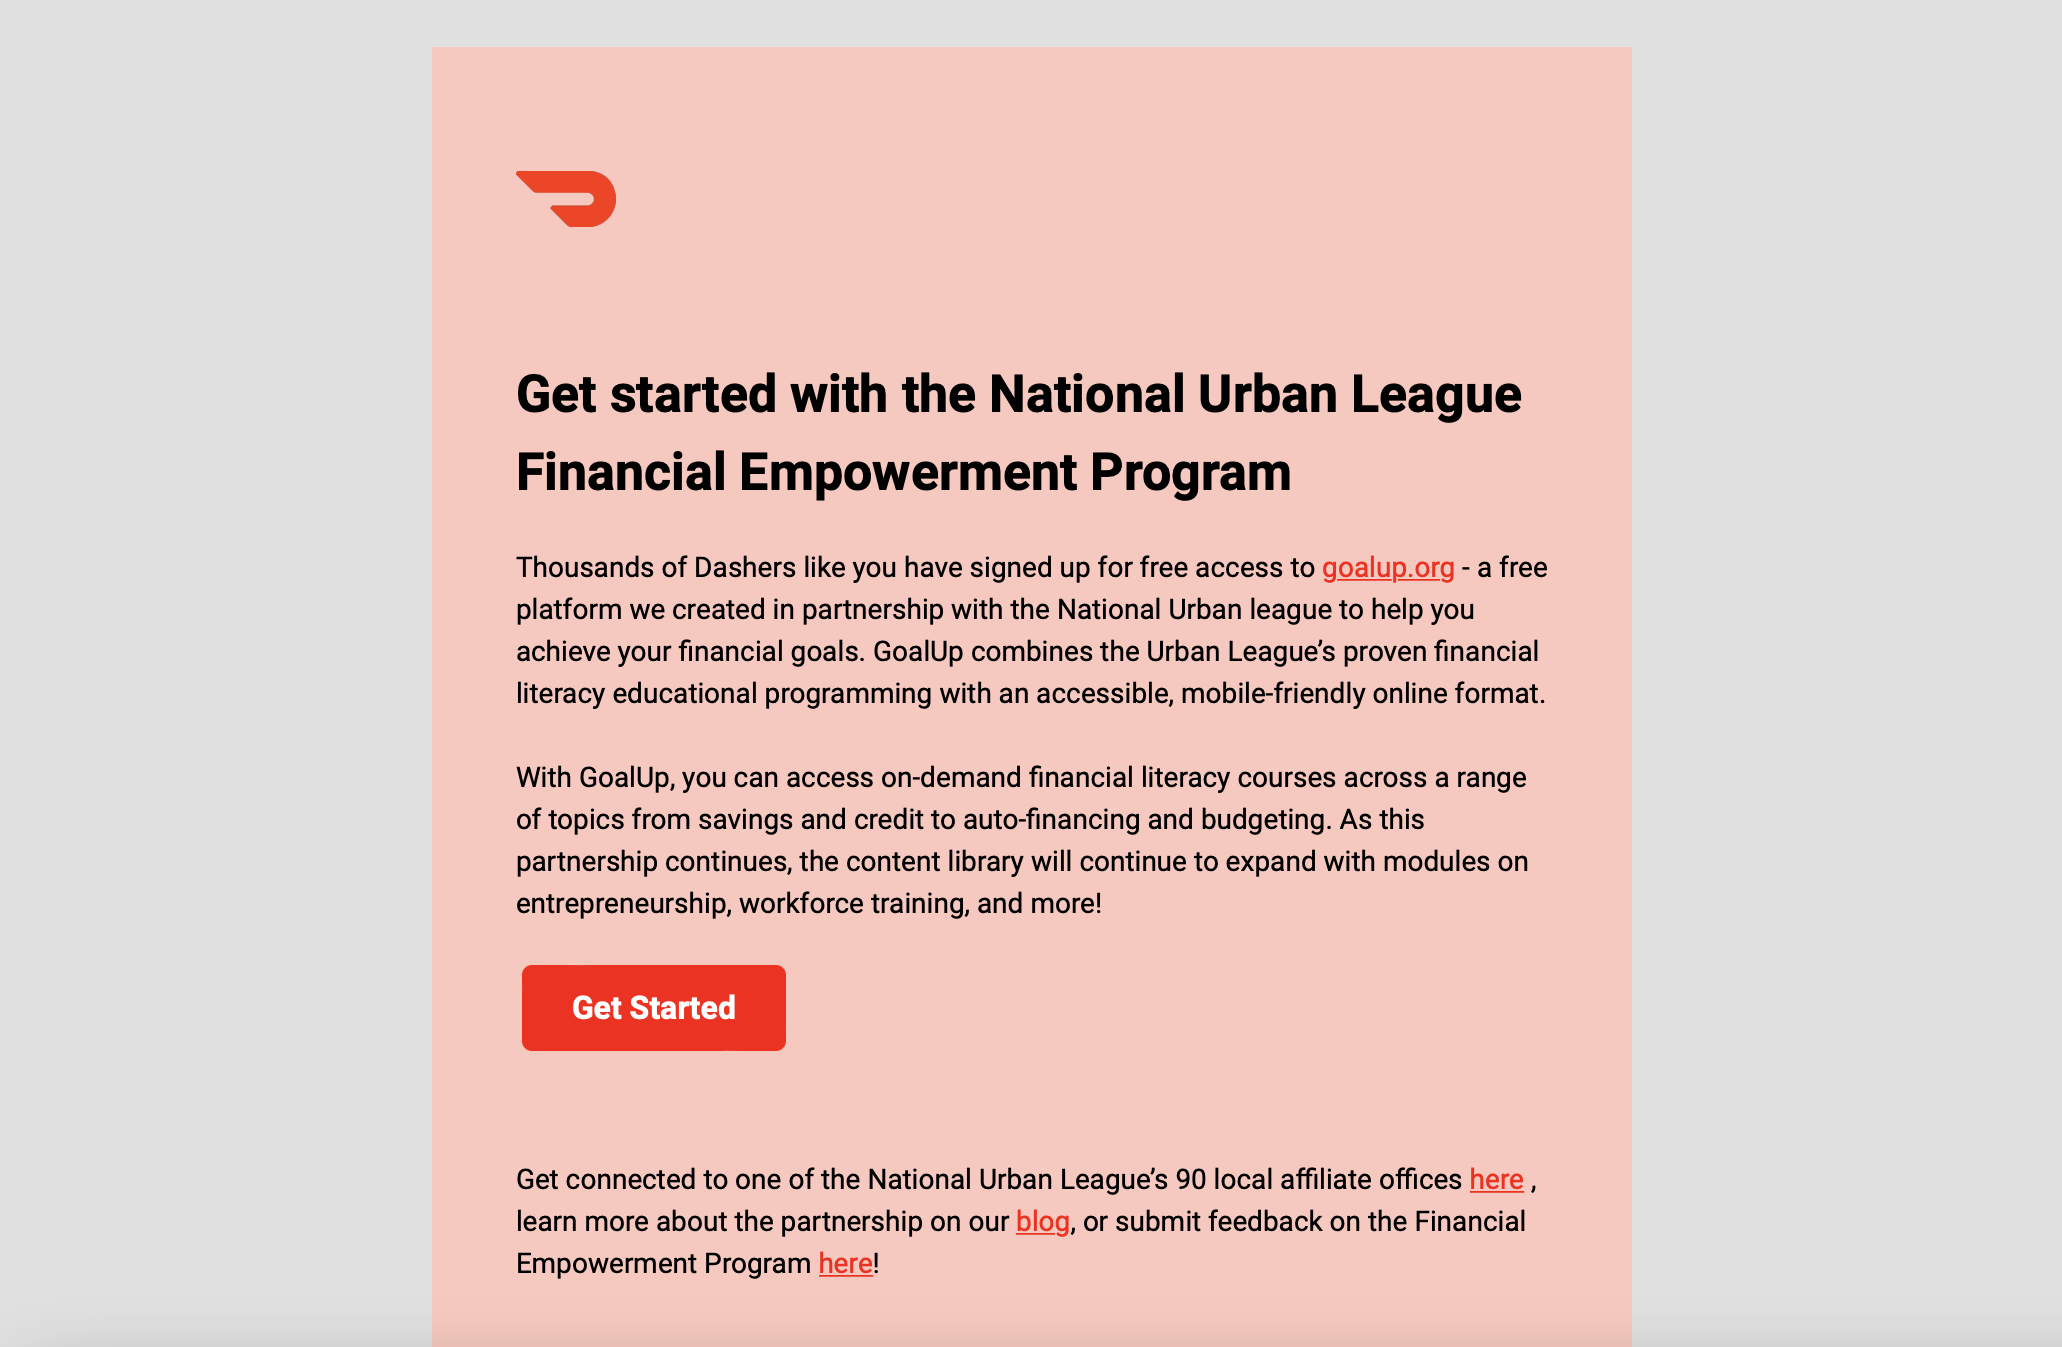 Get started with the National Urban League
Financial Empowerment Program
Thousands of Dashers like you have signed up for free access to goalup.org - a free
platform we created in partnership with the National Urban league to help you
achieve your financial goals. GoalUp combines the Urban League’s proven financial
literacy educational programming with an accessible, mobile-friendly online format.
With GoalUp, you can access on-demand financial literacy courses across a range
of topics from savings and credit to auto-financing and budgeting. As this
partnership continues, the content library will continue to expand with modules on
entrepreneurship, workforce training, and more!
Get Started
Get connected to one of the National Urban League’s 90 local affiliate offices here ,
learn more about the partnership on our blog, or submit feedback on the Financial
Empowerment Program here!